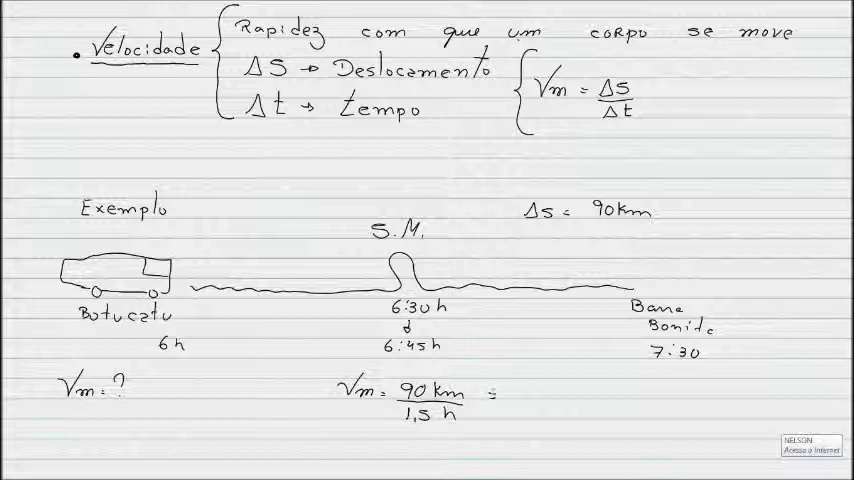 • Velocidade
Rapidez com que um corpo se move
ΔS → Deslocamento
Δt → tempo
Vm = ΔS
Δt
Exemplo
Δs = 90km
S.M.
Botucatu
6h
6:30 h
↓
6:45 h
Barra
Bonita
7:30
Vm = ?
Vm = 90 km =
1,5 h
NELSON
Acesso a Internet